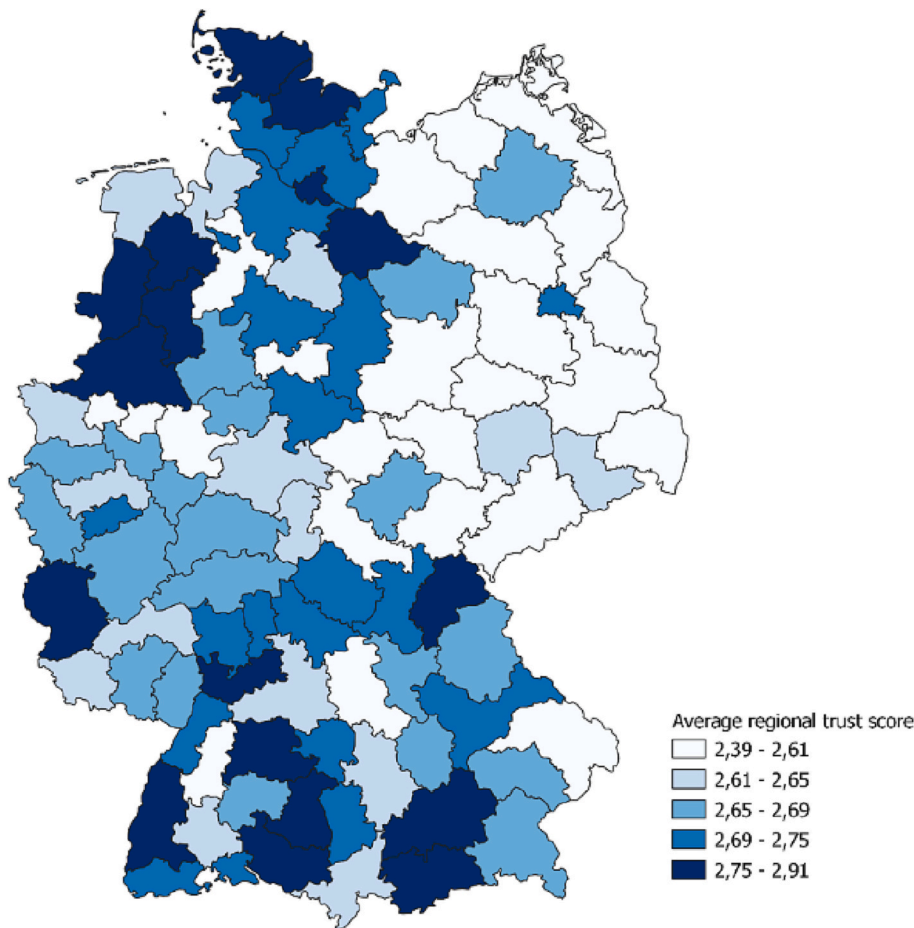 Average regional trust score
2,39 - 2,61
2,61 - 2,65
2,65 - 2,69
2,69 - 2,75
2,75 - 2,91